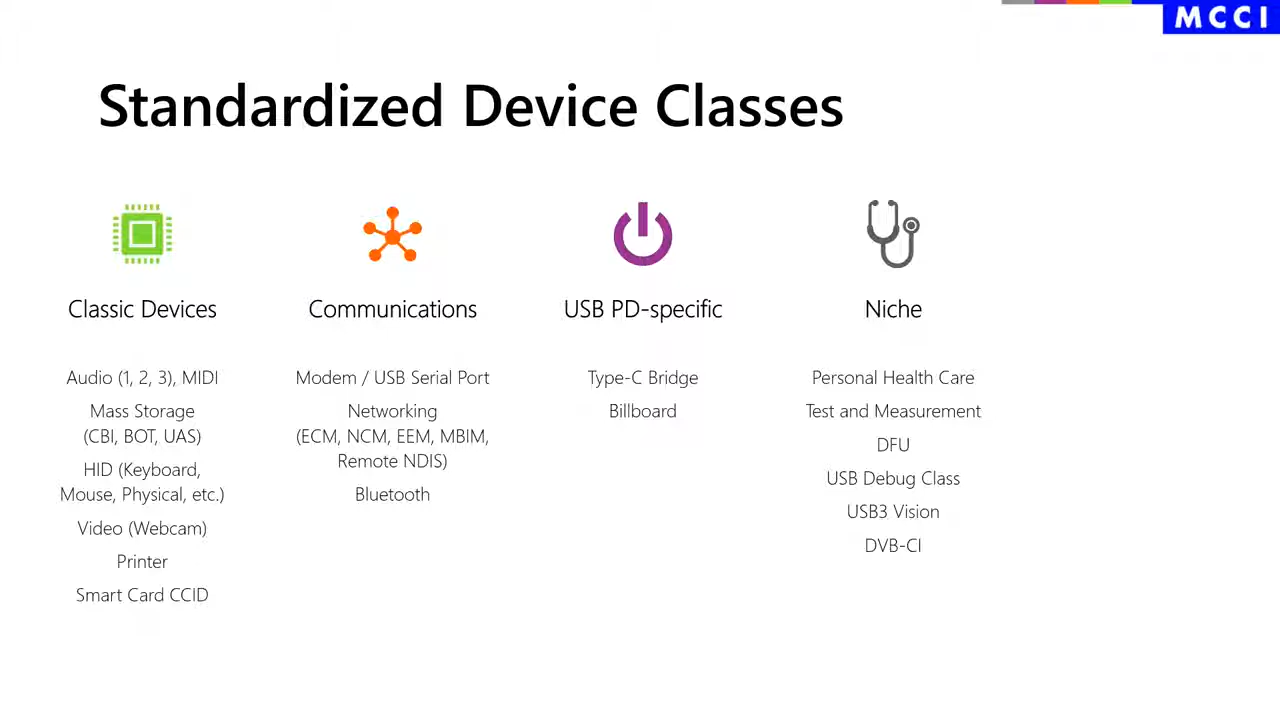 MCCI
Standardized Device Classes
Classic Devices
Audio (1, 2, 3), MIDI
Mass Storage
(CBI, BOT, UAS)
HID (Keyboard,
Mouse, Physical, etc.)
Video (Webcam)
Printer
Smart Card CCID
Communications
Modem / USB Serial Port
Networking
(ECM, NCM, EEM, MBIM,
Remote NDIS)
Bluetooth
USB PD-specific
Type-C Bridge
Billboard
Niche
Personal Health Care
Test and Measurement
DFU
USB Debug Class
USB3 Vision
DVB-CI